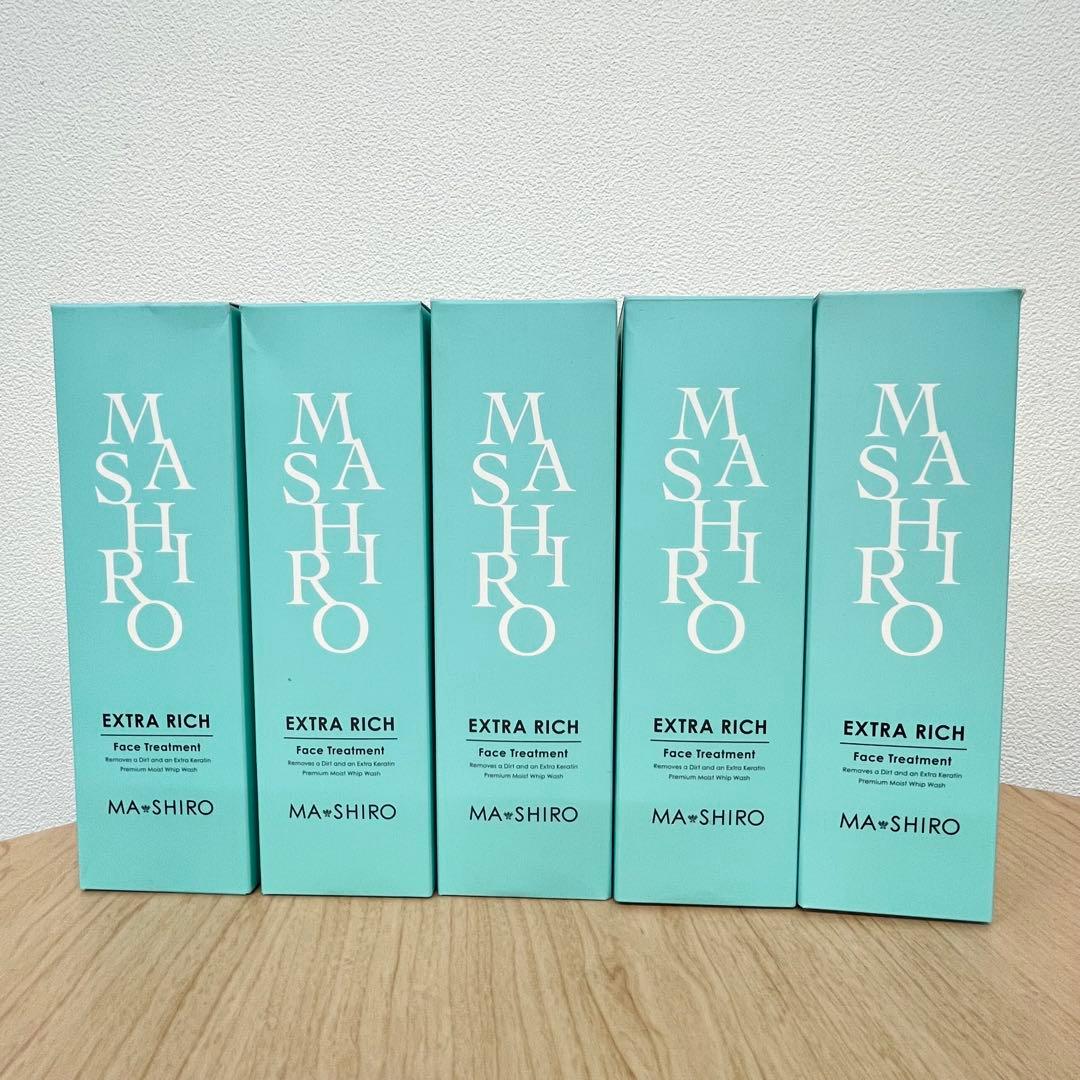 MASHIRO
EXTRA RICH
Face Treatment
Removes a Dirt and an Extra Keratin
Premium Moist Whip Wash
MA SHIRO
MASHIRO
EXTRA RICH
Face Treatment
Removes a Dirt and an Extra Keratin
Premium Moist Whip Wash
MA SHIRO
MASHIRO
EXTRA RICH
Face Treatment
Removes a Dirt and an Extra Keratin
Premium Moist Whip Wash
MA SHIRO
MASHIRO
EXTRA RICH
Face Treatment
Removes a Dirt and an Extra Keratin
Premium Moist Whip Wash
MA SHIRO
MASHIRO
EXTRA RICH
Face Treatment
Removes a Dirt and an Extra Keratin
Premium Moist Whip Wash
MA SHIRO